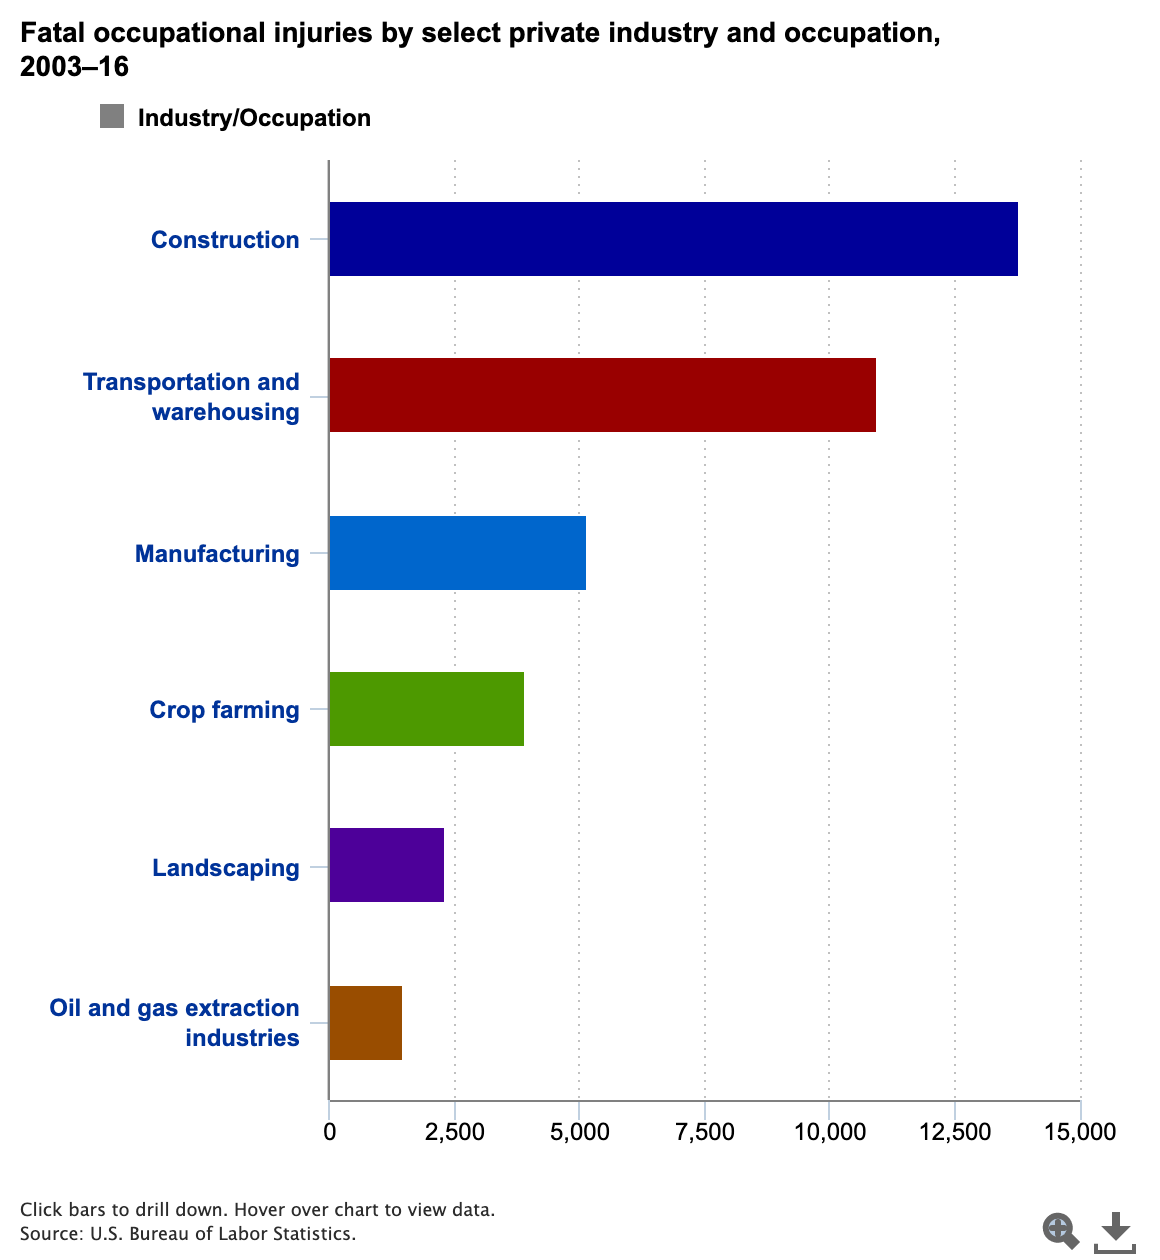 Fatal occupational injuries by select private industry and occupation,
2003–16
Industry/Occupation
Construction
Transportation and
warehousing
Manufacturing
Crop farming
Landscaping
Oil and gas extraction
industries
0 2,500 5,000 7,500 10,000 12,500 15,000
Click bars to drill down. Hover over chart to view data.
Source: U.S. Bureau of Labor Statistics.